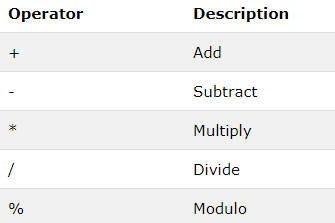 Operator Description
+ Add
- Subtract
* Multiply
/ Divide
% Modulo